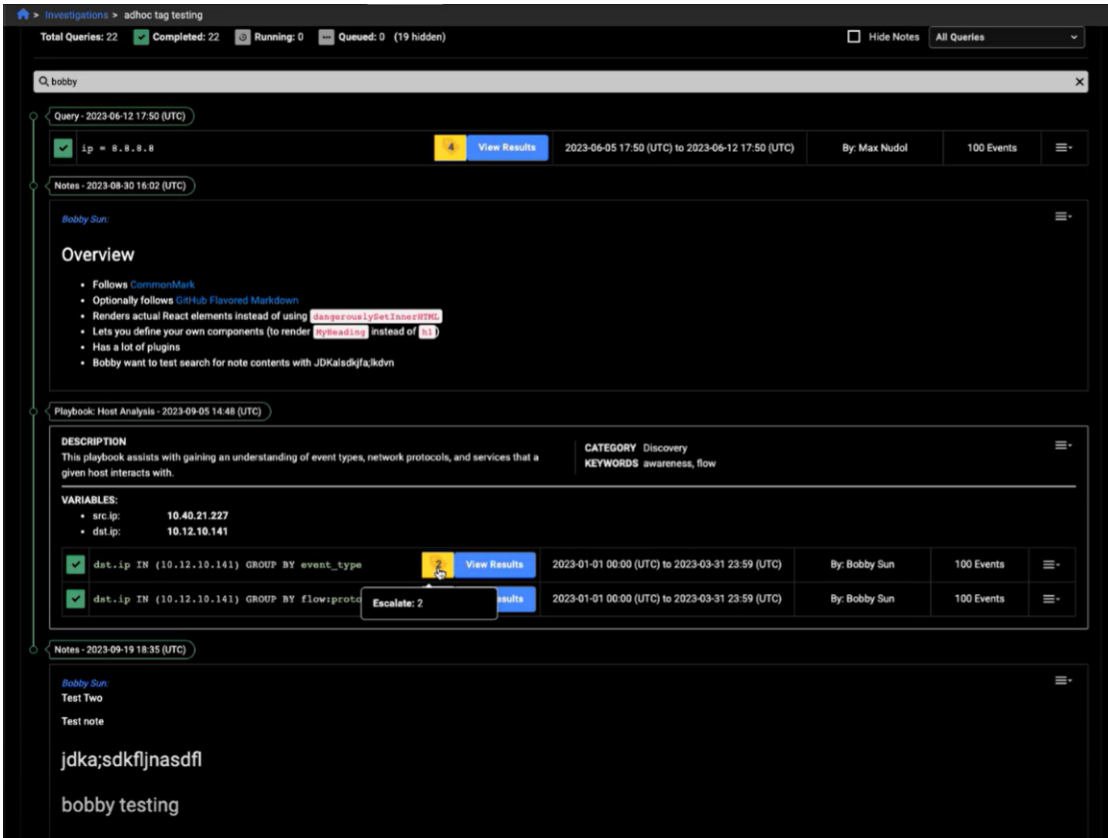 > Investigations > adhoc tag testing
Total Queries: 22 Completed: 22 Running: 0 Queued: 0 (19 hidden) Hide Notes All Queries
bobby
Query - 2023-06-12 17:50 (UTC)
ip = 8.8.8.8 4 View Results 2023-06-05 17:50 (UTC) to 2023-06-12 17:50 (UTC) By: Max Nudol 100 Events
Notes - 2023-08-30 16:02 (UTC)
Bobby Sun:
Overview
• Follows CommonMark
• Optionally follows GitHub Flavored Markdown
• Renders actual React elements instead of using dangerouslySetInnerHTML
• Lets you define your own components (to render MyHeading instead of h1)
• Has a lot of plugins
• Bobby want to test search for note contents with JDKalsdkjfa;lkdvn
Playbook: Host Analysis - 2023-09-05 14:48 (UTC)
DESCRIPTION
This playbook assists with gaining an understanding of event types, network protocols, and services that a
given host interacts with.
CATEGORY Discovery
KEYWORDS awareness, flow
VARIABLES:
• src.ip: 10.40.21.227
• dst.ip: 10.12.10.141
dst.ip IN (10.12.10.141) GROUP BY event_type 2 View Results 2023-01-01 00:00 (UTC) to 2023-03-31 23:59 (UTC) By: Bobby Sun 100 Events
dst.ip IN (10.12.10.141) GROUP BY flow:proto Escalate: 2 esults 2023-01-01 00:00 (UTC) to 2023-03-31 23:59 (UTC) By: Bobby Sun 100 Events
Notes - 2023-09-19 18:35 (UTC)
Bobby Sun:
Test Two
Test note
jdka;sdkfljnasdfl
bobby testing